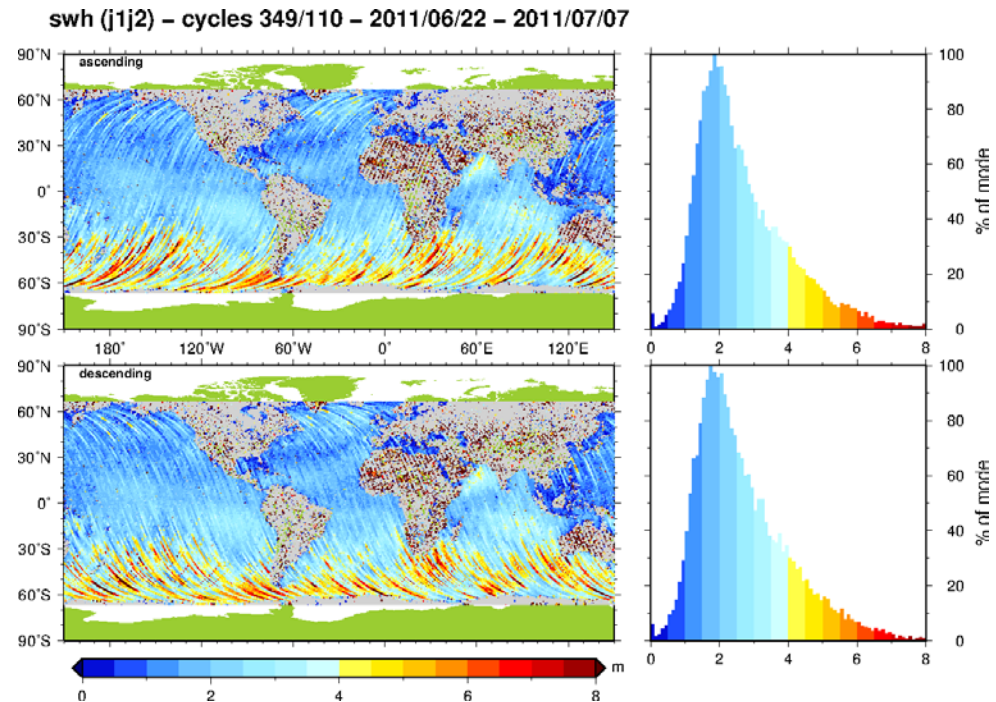 swh (j1j2) – cycles 349/110 – 2011/06/22 – 2011/07/07
ascending
90˚N
60˚N
30˚N
0˚
30˚S
60˚S
90˚S
180˚ 120˚W 60˚W 0˚ 60˚E 120˚E
100
80
60
40
20
0
% of mode
0 2 4 6 8
descending
90˚N
60˚N
30˚N
0˚
30˚S
60˚S
90˚S
100
80
60
40
20
0
% of mode
0 2 4 6 8
m
0 2 4 6 8